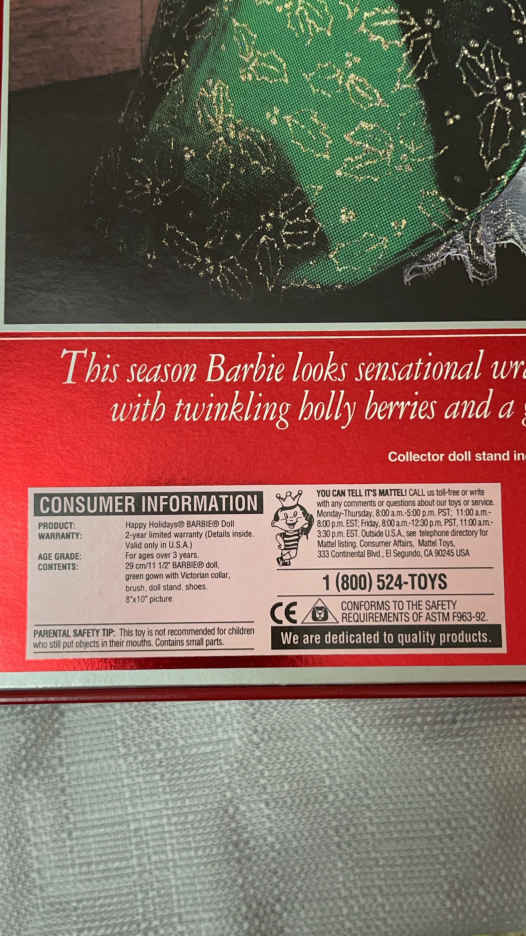 This season Barbie looks sensational
with twinkling holly berries and a
Collector doll stand
CONSUMER INFORMATION
PRODUCT: Happy Holidays® BARBIE® Doll
WARRANTY: 2-year limited warranty (Details inside.
Valid only in U.S.A.)
AGE GRADE: For ages over 3 years.
CONTENTS: 29 cm/11 1/2" BARBIE® doll,
green gown with Victorian collar,
brush, doll stand, shoes.
8"x10" picture.
PARENTAL SAFETY TIP: This toy is not recommended for children
who still put objects in their mouths. Contains small parts.
YOU CAN TELL IT'S MATTEL! CALL us toll-free or write
with any comments or questions about our toys or service.
Monday-Thursday, 8:00 a.m.-5:00 p.m. PST; 11:00 a.m.-
8:00 p.m. EST; Friday, 8:00 a.m.-12:30 p.m. PST, 11:00 a.m.-
3:30 p.m. EST. Outside U.S.A., see telephone directory for
Mattel listing. Consumer Affairs, Mattel Toys,
333 Continental Blvd., El Segundo, CA 90245 USA
1 (800) 524-TOYS
CE CONFORMS TO THE SAFETY
REQUIREMENTS OF ASTM F963-92.
We are dedicated to quality products.